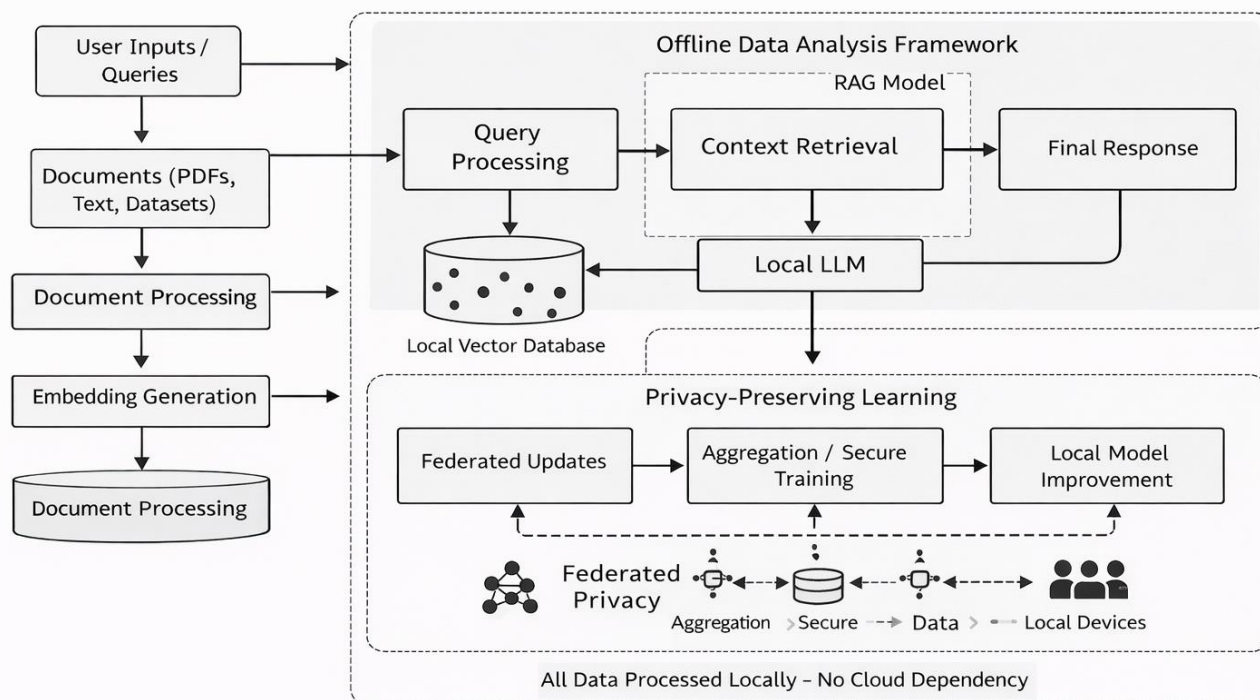 User Inputs /
Queries
Documents (PDFs,
Text, Datasets)
Document Processing
Embedding Generation
Document Processing
Offline Data Analysis Framework
RAG Model
Query
Processing
Context Retrieval
Final Response
Local LLM
Local Vector Database
Privacy-Preserving Learning
Federated Updates
Aggregation / Secure
Training
Local Model
Improvement
Federated
Privacy
Aggregation
Secure
Data
Local Devices
All Data Processed Locally – No Cloud Dependency